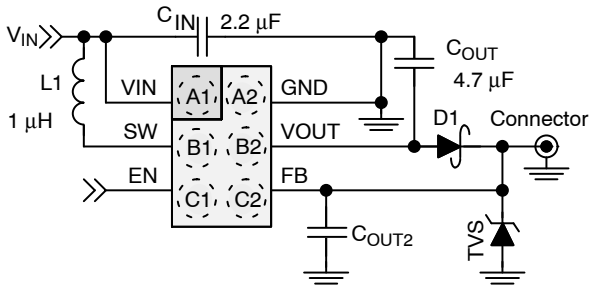 VIN
CIN
2.2 µF
COUT
4.7 µF
L1
1 µH
VIN
A1
A2
GND
SW
B1
B2
VOUT
D1
Connector
EN
C1
C2
FB
COUT2
TVS